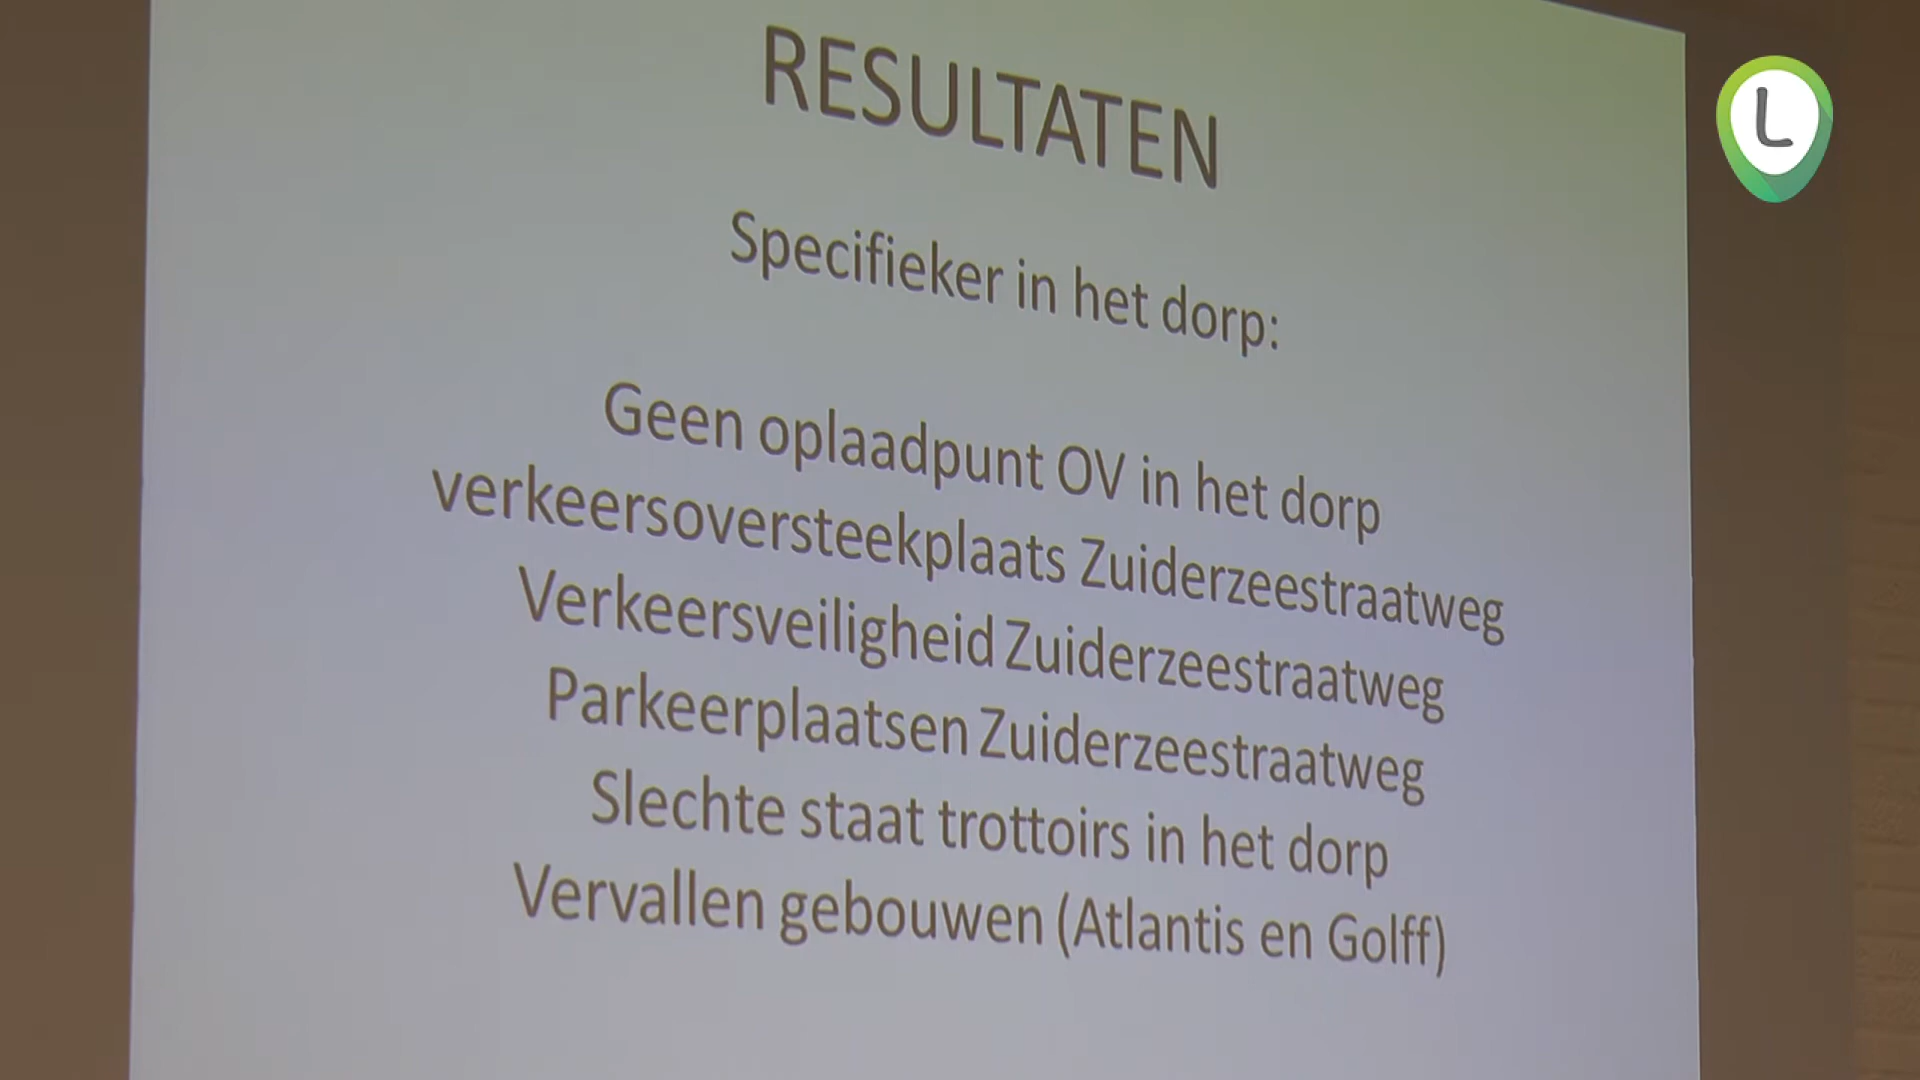 RESULTATEN
Specifieker in het dorp:
Geen oplaadpunt OV in het dorp
verkeersoversteekplaats Zuiderzeestraatweg
Verkeersveiligheid Zuiderzeestraatweg
Parkeerplaatsen Zuiderzeestraatweg
Slechte staat trottoirs in het dorp
Vervallen gebouwen (Atlantis en Golff)
L